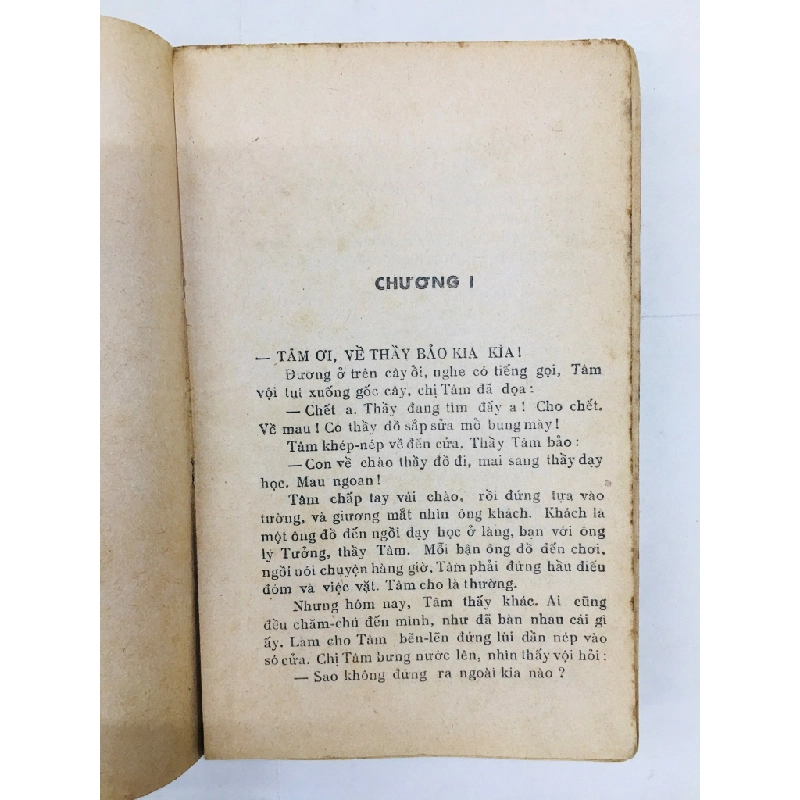 CHƯƠNG I
— TÂM ƠI, VỀ THẦY BẢO KIA KÌA!
Đương ở trên cây ổi, nghe có tiếng gọi, Tâm
vội tụt xuống gốc cây, chị Tâm đã dọa:
— Chết a. Thầy đang tìm đấy a! Cho chết.
Về mau! Có thầy đồ sắp sửa mổ bụng mày!
Tâm khép-nép về đến cửa. Thầy Tâm bảo:
— Con về chào thầy đồ đi, mai sang thầy dạy
học. Mau ngoan!
Tâm chắp tay vái chào, rồi đứng tựa vào
tường, và giương mắt nhìn ông khách. Khách là
một ông đồ đến ngồi dạy học ở làng, bạn với ông
lý Tưởng, thầy Tâm. Mỗi bận ông đồ đến chơi,
ngồi nói chuyện hàng giờ, Tâm phải đứng hầu điếu
đóm và việc vặt. Tâm cho là thường.
Nhưng hôm nay, Tâm thấy khác. Ai cũng
đều chăm-chú đến mình, như đã bàn nhau cái gì
ấy. Làm cho Tâm bẽn-lẽn đứng lùi dần nép vào
só cửa. Chị Tâm bưng nước lên, nhìn thấy vội hỏi:
— Sao không đứng ra ngoài kia nào?